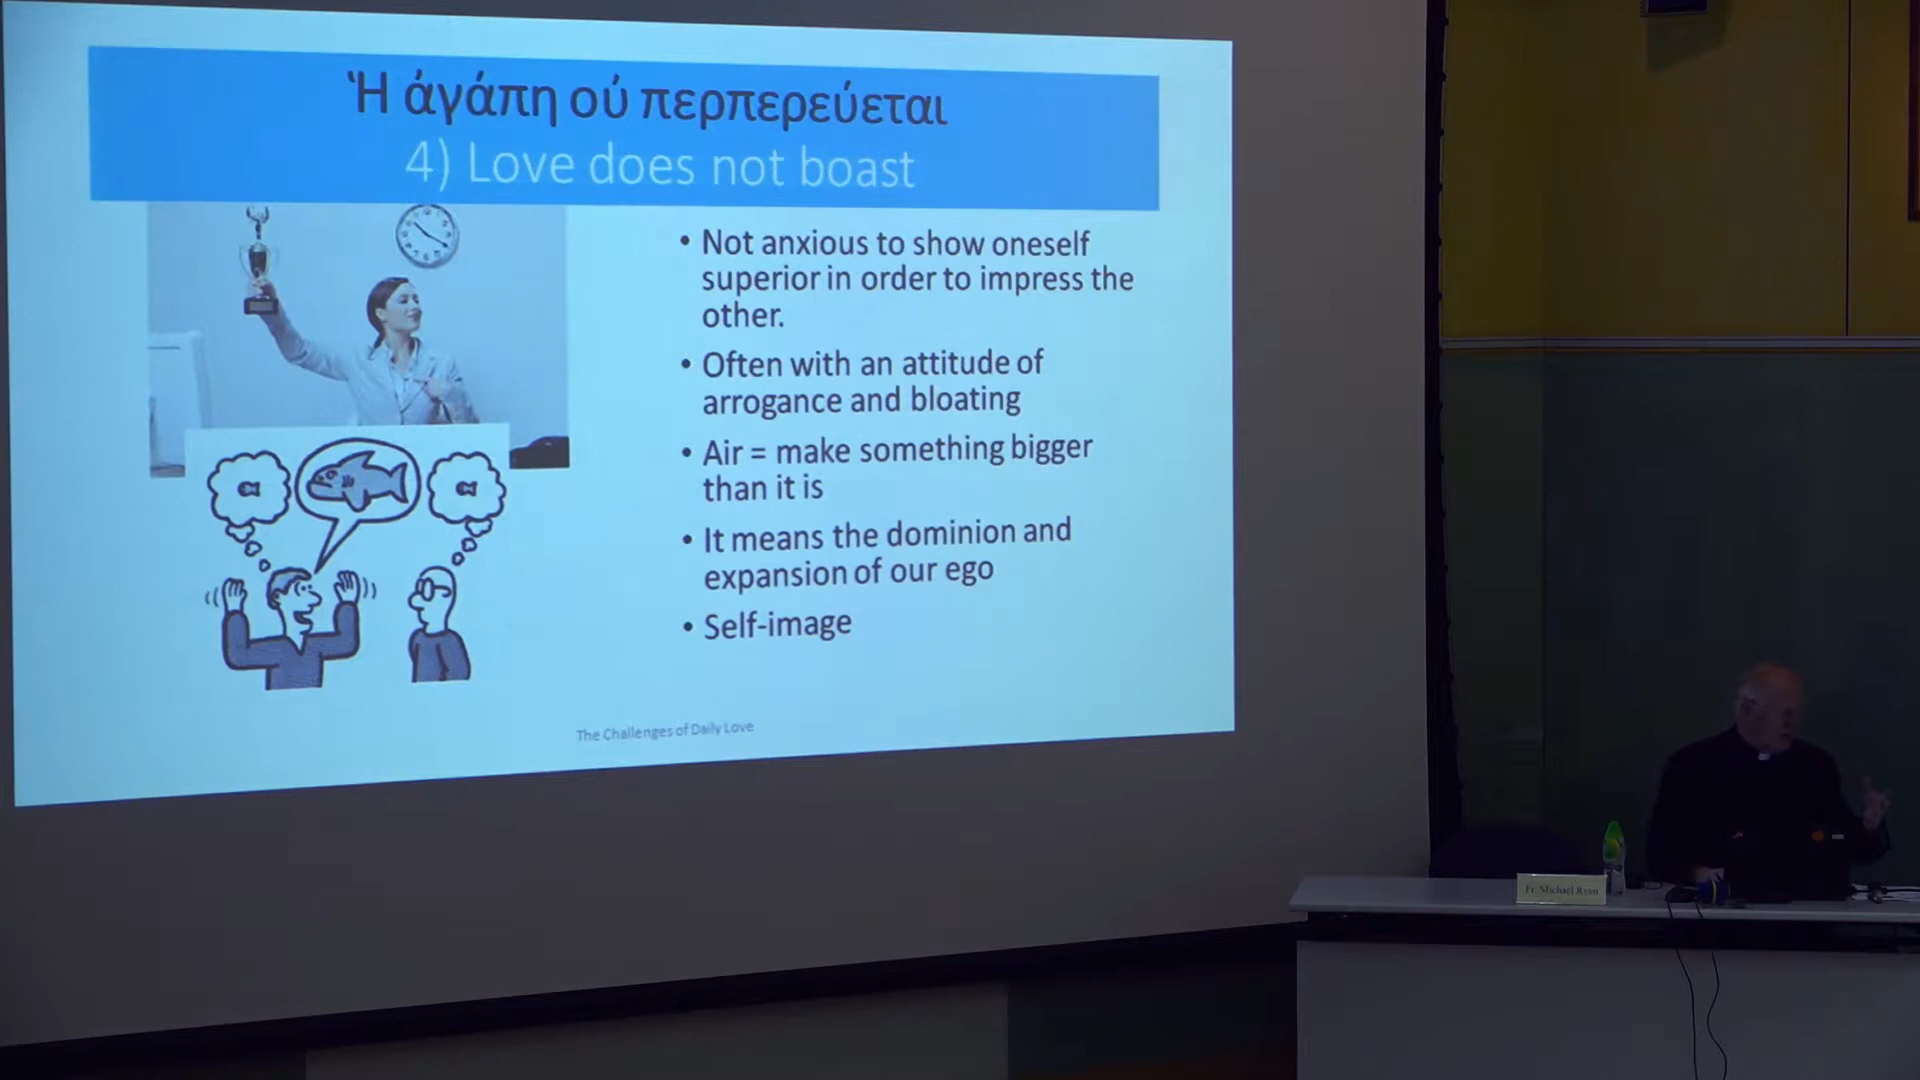 Ἡ ἀγάπη οὐ περπερεύεται
4) Love does not boast
• Not anxious to show oneself
superior in order to impress the
other.
• Often with an attitude of
arrogance and bloating
• Air = make something bigger
than it is
• It means the dominion and
expansion of our ego
• Self-image
The Challenges of Daily Love
Fr. Michael Ryan